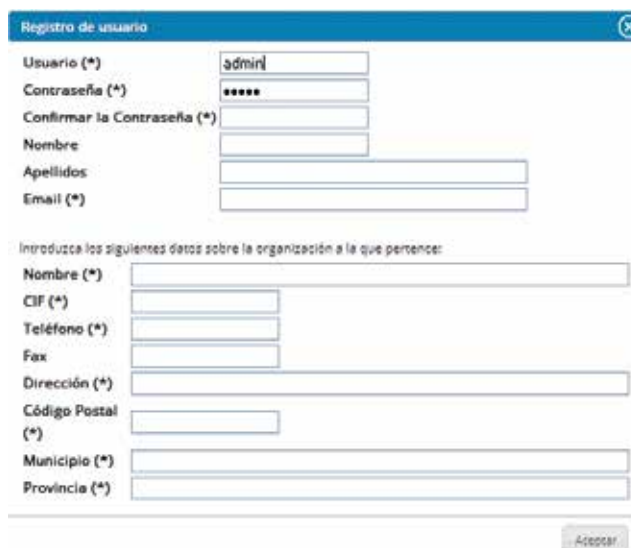 Registro de usuario
Usuario (*) admin
Contraseña (*) •••••
Confirmar la Contraseña (*)
Nombre
Apellidos
Email (*)
Introduzca los siguientes datos sobre la organización a la que pertence:
Nombre (*)
CIF (*)
Teléfono (*)
Fax
Dirección (*)
Código Postal
(*)
Municipio (*)
Provincia (*)
Aceptar